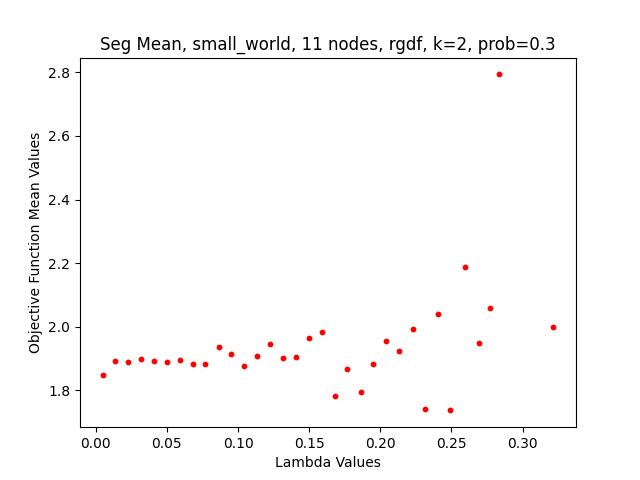 Seg Mean, small_world, 11 nodes, rgdf, k=2, prob=0.3
2.8
2.6
2.4
2.2
2.0
1.8
Objective Function Mean Values
0.00 0.05 0.10 0.15 0.20 0.25 0.30
Lambda Values